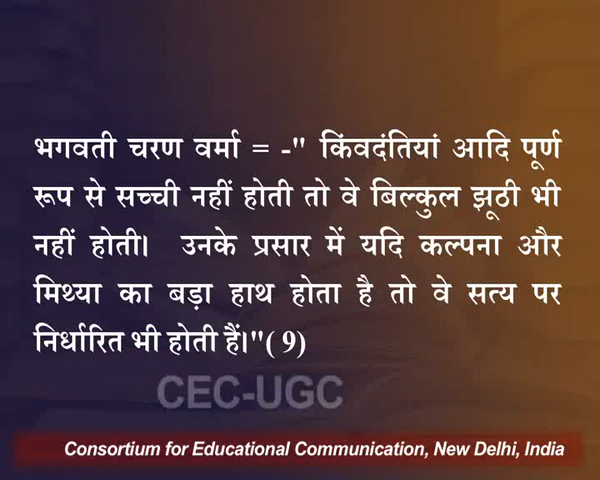 भगवती चरण वर्मा = -" किंवदंतियां आदि पूर्ण
रूप से सच्ची नहीं होती तो वे बिल्कुल झूठी भी
नहीं होती। उनके प्रसार में यदि कल्पना और
मिथ्या का बड़ा हाथ होता है तो वे सत्य पर
निर्धारित भी होती हैं।"( 9)
CEC-UGC
Consortium for Educational Communication, New Delhi, India